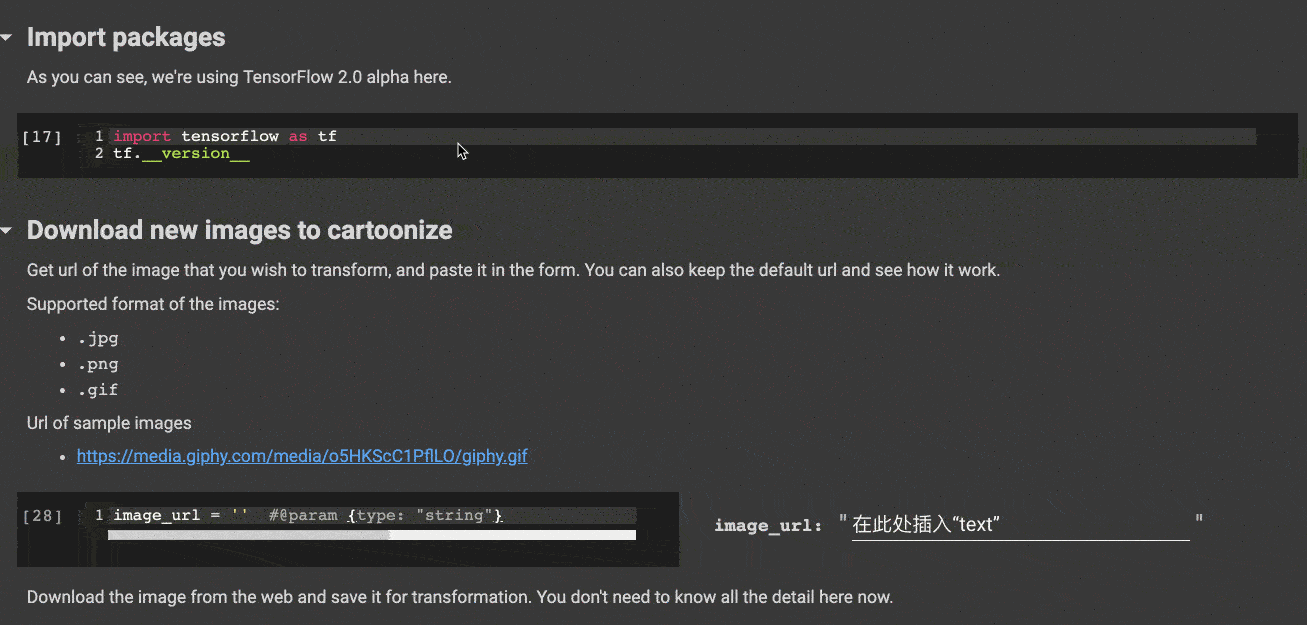 Import packages
As you can see, we're using TensorFlow 2.0 alpha here.
[17] 1 import tensorflow as tf
2 tf.__version__
Download new images to cartoonize
Get url of the image that you wish to transform, and paste it in the form. You can also keep the default url and see how it work.
Supported format of the images:
• .jpg
• .png
• .gif
Url of sample images
• https://media.giphy.com/media/o5HKScC1PflLO/giphy.gif
[28] 1 image_url = '' #@param {type: "string"}
image_url: "在此处插入“text” "
Download the image from the web and save it for transformation. You don't need to know all the detail here now.